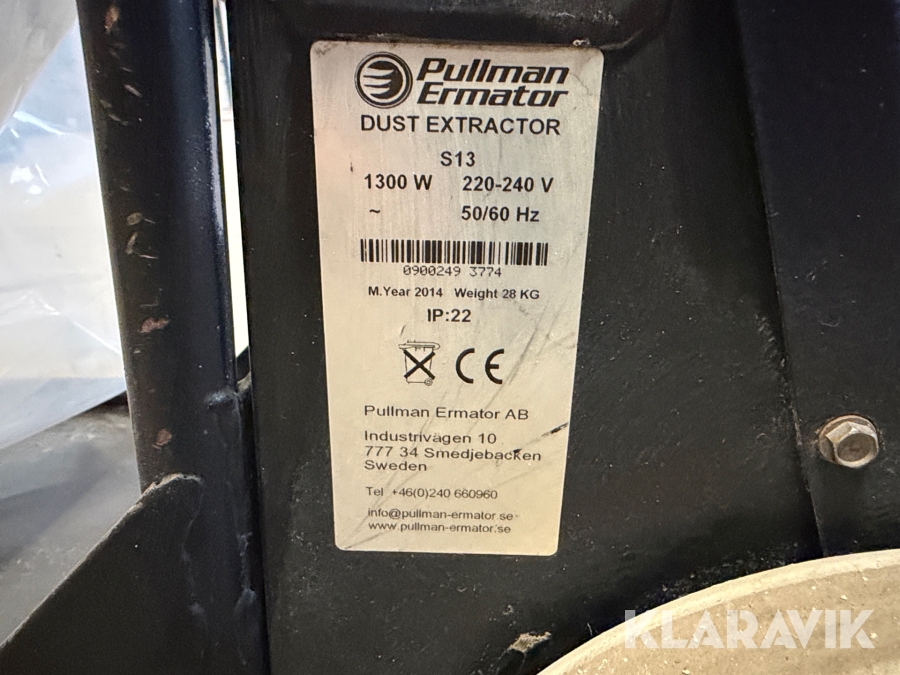 Pullman
Ermator
DUST EXTRACTOR
S13
1300 W 220-240 V
~ 50/60 Hz
0900249 3774
M.Year 2014 Weight 28 KG
IP:22
CE
Pullman Ermator AB
Industrivägen 10
777 34 Smedjebacken
Sweden
Tel +46(0)240 660960
info@pullman-ermator.se
www.pullman-ermator.se
KLARAVIK